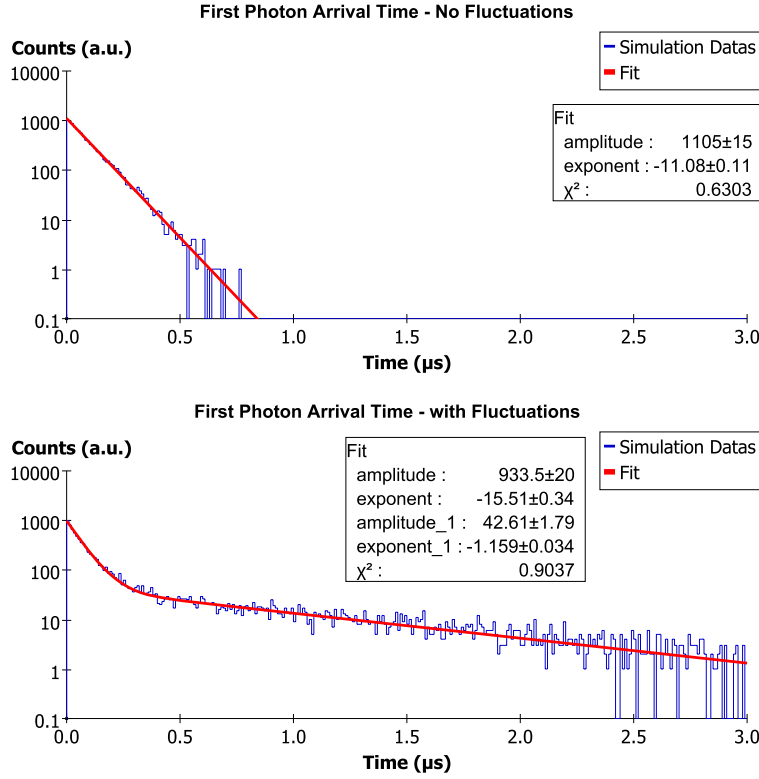 First Photon Arrival Time - No Fluctuations
Counts (a.u.)
Simulation Datas
Fit
Fit
amplitude : 1105±15
exponent : -11.08±0.11
χ² : 0.6303
10000
1000
100
10
1
0.1
0.0 0.5 1.0 1.5 2.0 2.5 3.0
Time (µs)
First Photon Arrival Time - with Fluctuations
Counts (a.u.)
Simulation Datas
Fit
Fit
amplitude : 933.5±20
exponent : -15.51±0.34
amplitude_1 : 42.61±1.79
exponent_1 : -1.159±0.034
χ² : 0.9037
10000
1000
100
10
1
0.1
0.0 0.5 1.0 1.5 2.0 2.5 3.0
Time (µs)